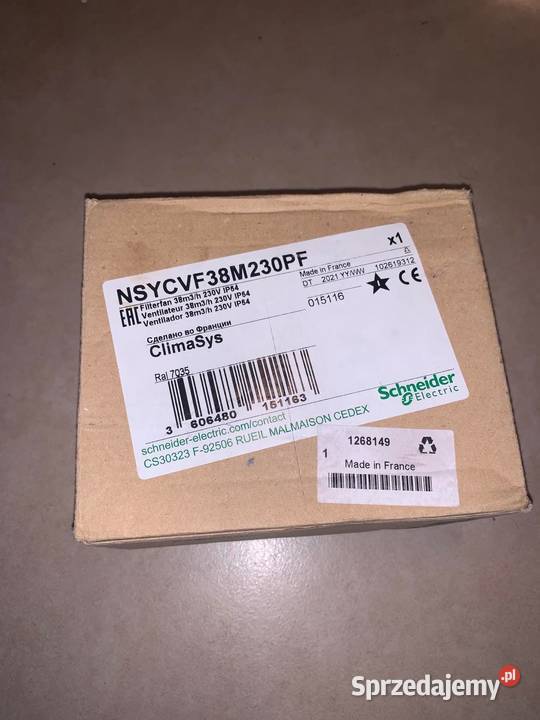 NSYCVF38M230PF
x1
EAC
Filterfan 38m3/h 230V IP54
Ventilateur 38m3/h 230V IP54
Ventilador 38m3/h 230V IP54
Made in France
DT 2021 YY/WW 102619312
015116
CE
Сделано во Франции
ClimaSys
Ral 7035
3 606480 151163
Schneider
Electric
schneider-electric.com/contact
CS30323 F-92506 RUEIL MALMAISON CEDEX
1268149
1
Made in France
Sprzedajemy.pl